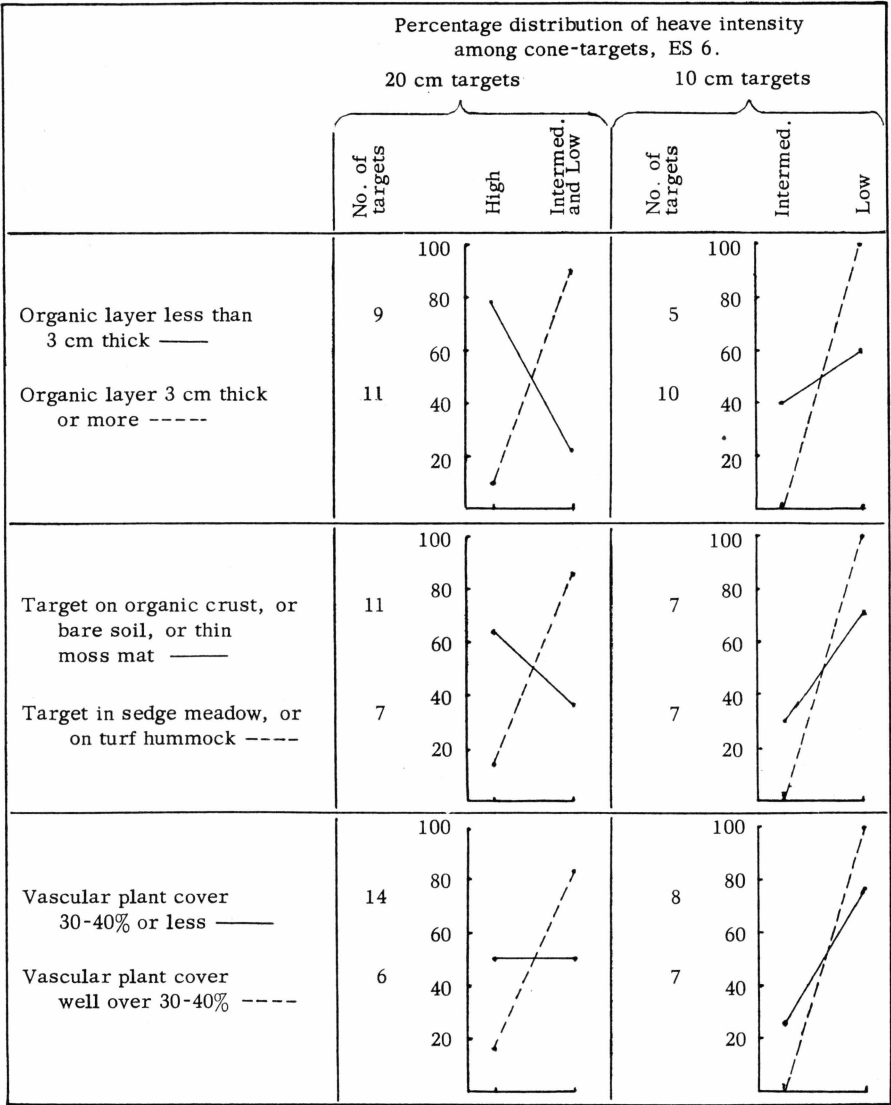 Percentage distribution of heave intensity
among cone-targets, ES 6.
20 cm targets
10 cm targets
No. of
targets
High
Intermed.
and Low
No. of
targets
Intermed.
Low
Organic layer less than
3 cm thick
9
5
Organic layer 3 cm thick
or more
11
10
100
80
60
40
20
100
80
60
40
20
Target on organic crust, or
bare soil, or thin
moss mat
11
7
Target in sedge meadow, or
on turf hummock
7
7
100
80
60
40
20
100
80
60
40
20
Vascular plant cover
30-40% or less
14
8
Vascular plant cover
well over 30-40%
6
7
100
80
60
40
20
100
80
60
40
20